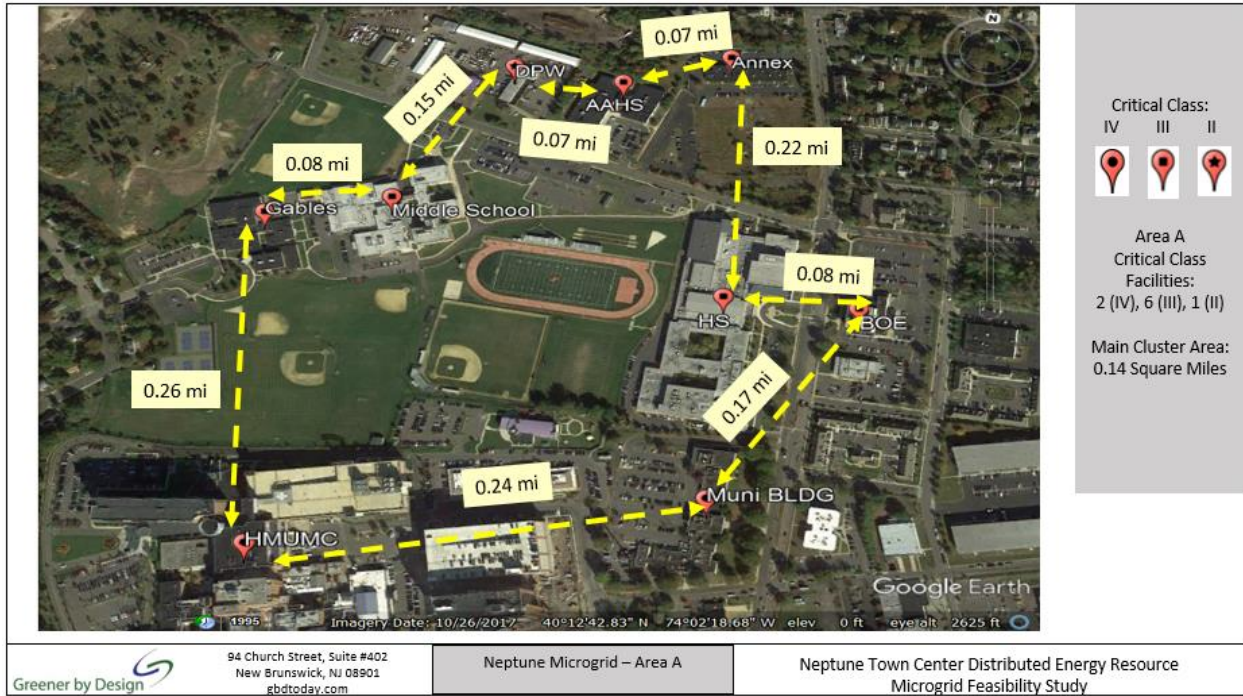 N
0.07 mi
Annex
DPW
AAHS
0.15 mi
0.07 mi
0.22 mi
0.08 mi
Gables
Middle School
0.08 mi
HS
BOE
0.26 mi
0.17 mi
0.24 mi
Muni BLDG
HMUMC
Google Earth
1995 Imagery Date: 10/26/2017 40°12'42.83" N 74°02'18.68" W elev 0 ft eye alt 2625 ft
Critical Class:
IV III II
Area A
Critical Class
Facilities:
2 (IV), 6 (III), 1 (II)
Main Cluster Area:
0.14 Square Miles
Greener by Design
94 Church Street, Suite #402
New Brunswick, NJ 08901
gbdtoday.com
Neptune Microgrid – Area A
Neptune Town Center Distributed Energy Resource
Microgrid Feasibility Study